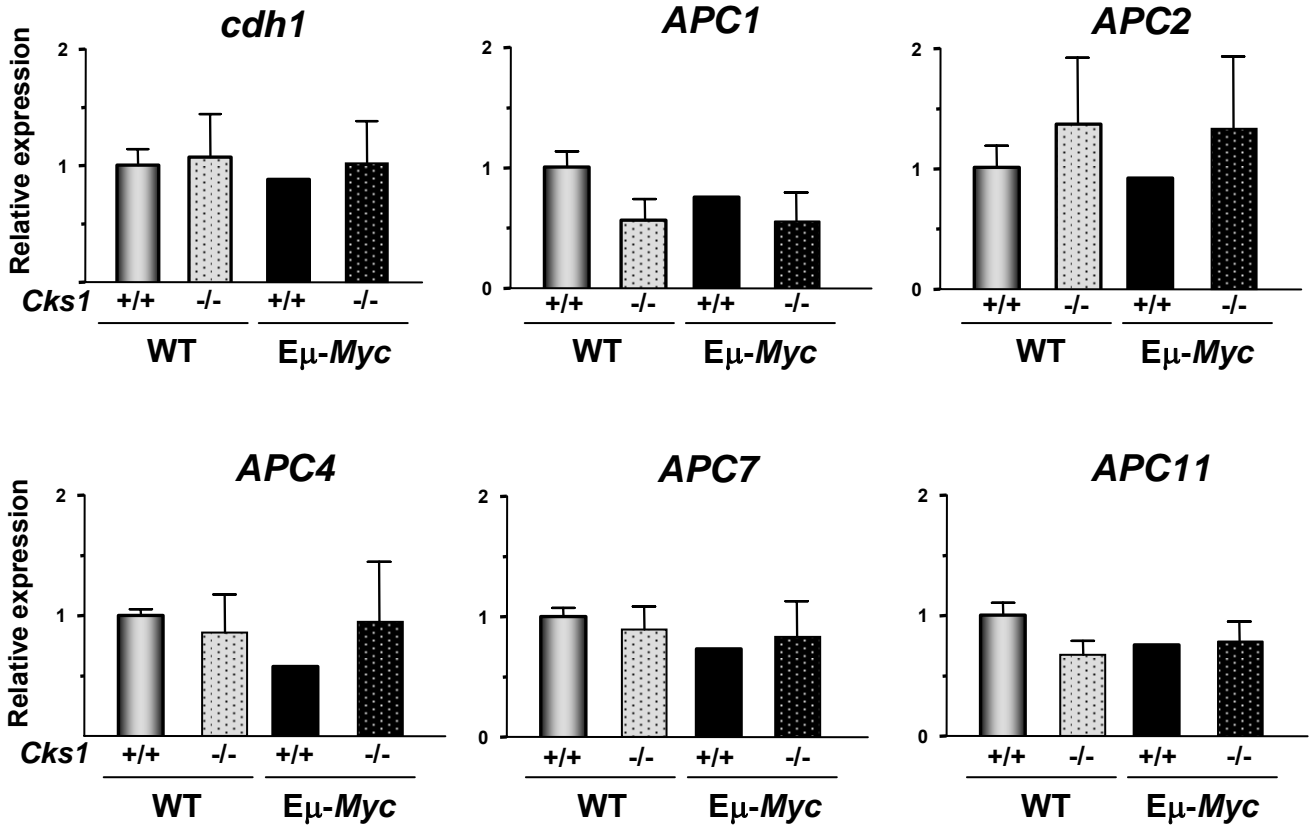 cdh1 APC1 APC2
Relative expression
2 2 2
1 1 1
0 0
Cks1 +/+ -/- +/+ -/- +/+ -/- +/+ -/- +/+ -/- +/+ -/-
WT Eμ-Myc WT Eμ-Myc WT Eμ-Myc
APC4 APC7 APC11
Relative expression
2 2 2
1 1 1
0 0
Cks1 +/+ -/- +/+ -/- +/+ -/- +/+ -/- +/+ -/- +/+ -/-
WT Eμ-Myc WT Eμ-Myc WT Eμ-Myc